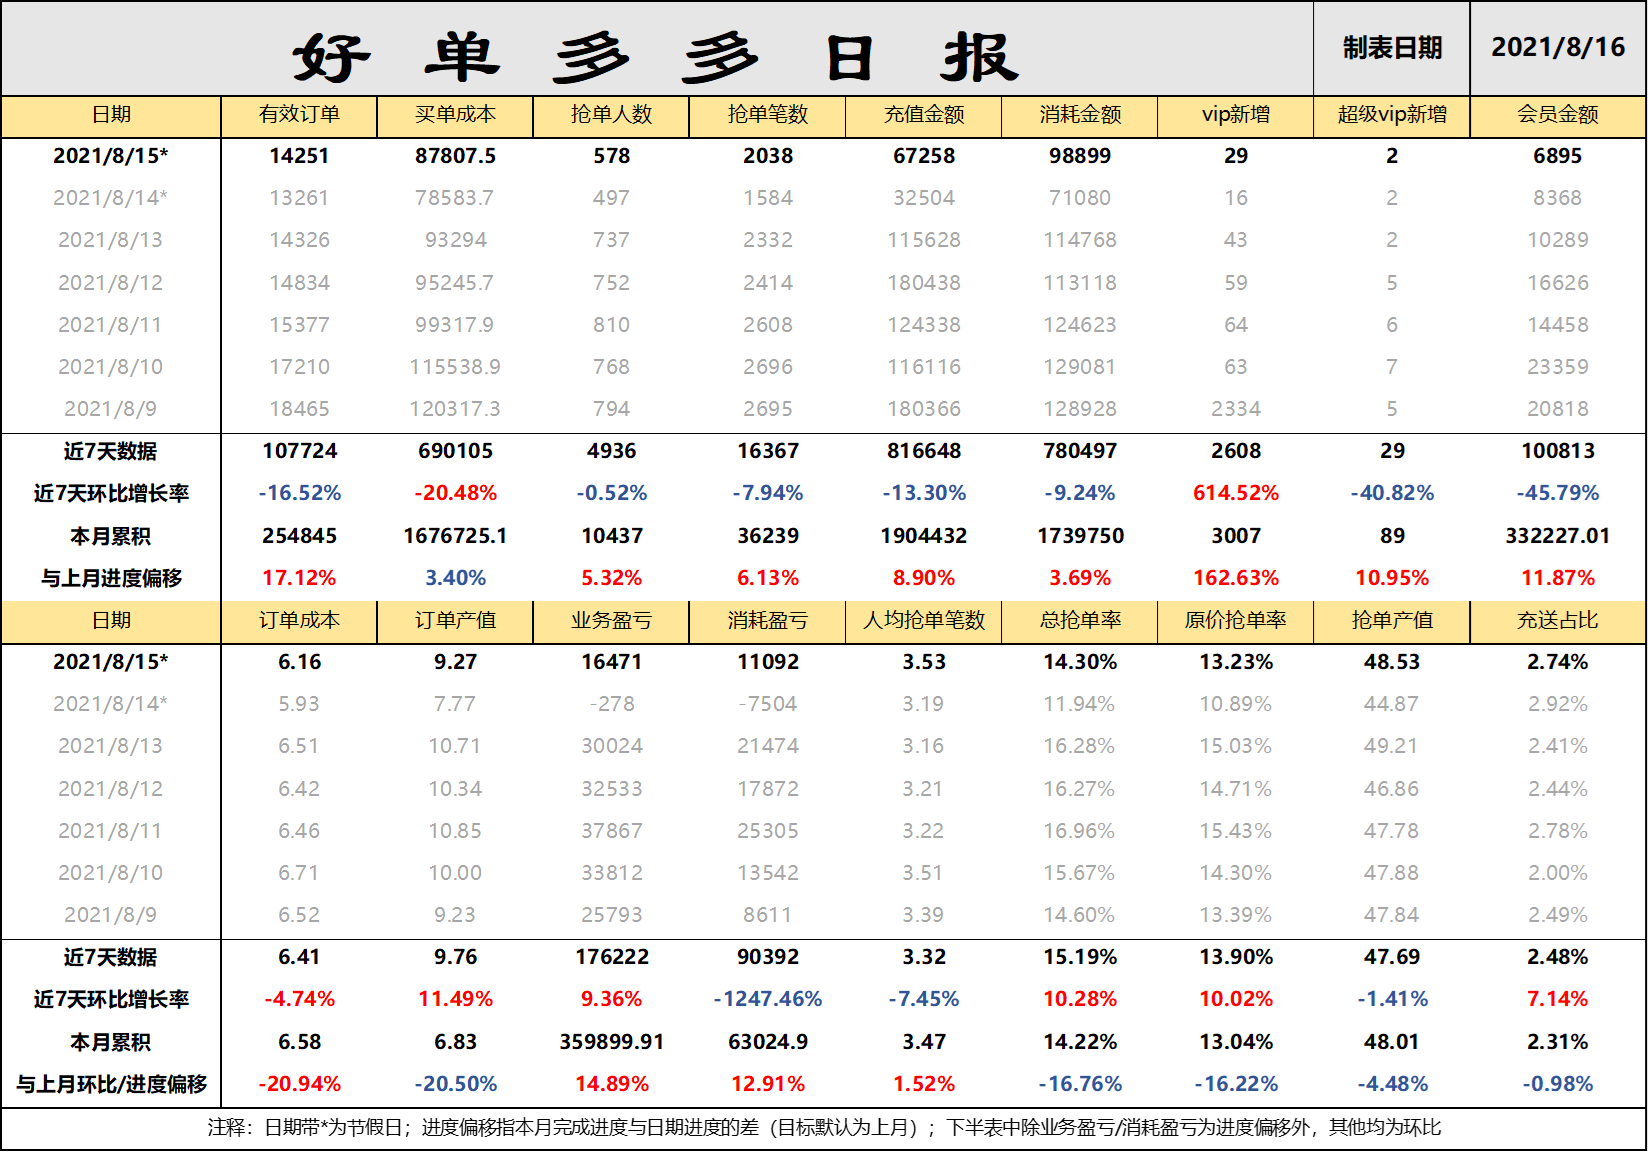 好单多多日报 制表日期 2021/8/16
日期 有效订单 买单成本 抢单人数 抢单笔数 充值金额 消耗金额 vip新增 超级vip新增 会员金额
2021/8/15* 14251 87807.5 578 2038 67258 98899 29 2 6895
2021/8/14* 13261 78583.7 497 1584 32504 71080 16 2 8368
2021/8/13 14326 93294 737 2332 115628 114768 43 2 10289
2021/8/12 14834 95245.7 752 2414 180438 113118 59 5 16626
2021/8/11 15377 99317.9 810 2608 124338 124623 64 6 14458
2021/8/10 17210 115538.9 768 2696 116116 129081 63 7 23359
2021/8/9 18465 120317.3 794 2695 180366 128928 2334 5 20818
近7天数据 107724 690105 4936 16367 816648 780497 2608 29 100813
近7天环比增长率 -16.52% -20.48% -0.52% -7.94% -13.30% -9.24% 614.52% -40.82% -45.79%
本月累积 254845 1676725.1 10437 36239 1904432 1739750 3007 89 332227.01
与上月进度偏移 17.12% 3.40% 5.32% 6.13% 8.90% 3.69% 162.63% 10.95% 11.87%
日期 订单成本 订单产值 业务盈亏 消耗盈亏 人均抢单笔数 总抢单率 原价抢单率 抢单产值 充送占比
2021/8/15* 6.16 9.27 16471 11092 3.53 14.30% 13.23% 48.53 2.74%
2021/8/14* 5.93 7.77 -278 -7504 3.19 11.94% 10.89% 44.87 2.92%
2021/8/13 6.51 10.71 30024 21474 3.16 16.28% 15.03% 49.21 2.41%
2021/8/12 6.42 10.34 32533 17872 3.21 16.27% 14.71% 46.86 2.44%
2021/8/11 6.46 10.85 37867 25305 3.22 16.96% 15.43% 47.78 2.78%
2021/8/10 6.71 10.00 33812 13542 3.51 15.67% 14.30% 47.88 2.00%
2021/8/9 6.52 9.23 25793 8611 3.39 14.60% 13.39% 47.84 2.49%
近7天数据 6.41 9.76 176222 90392 3.32 15.19% 13.90% 47.69 2.48%
近7天环比增长率 -4.74% 11.49% 9.36% -1247.46% -7.45% 10.28% 10.02% -1.41% 7.14%
本月累积 6.58 6.83 359899.91 63024.9 3.47 14.22% 13.04% 48.01 2.31%
与上月环比/进度偏移 -20.94% -20.50% 14.89% 12.91% 1.52% -16.76% -16.22% -4.48% -0.98%
注释：日期带*为节假日；进度偏移指本月完成进度与日期进度的差（目标默认为上月）；下半表中除业务盈亏/消耗盈亏为进度偏移外，其他均为环比